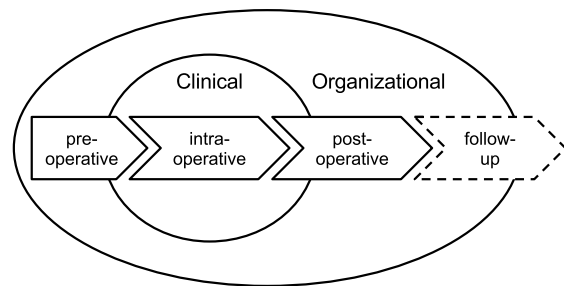 Clinical Organizational
pre-
operative
intra-
operative
post-
operative
follow-
up